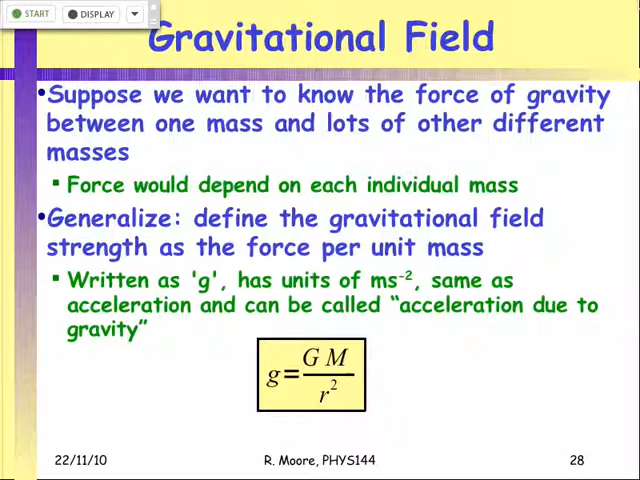 START DISPLAY
Gravitational Field
•Suppose we want to know the force of gravity
between one mass and lots of other different
masses
▪ Force would depend on each individual mass
•Generalize: define the gravitational field
strength as the force per unit mass
▪ Written as 'g', has units of ms⁻², same as
acceleration and can be called “acceleration due to
gravity”
g = G M / r²
22/11/10 R. Moore, PHYS144 28